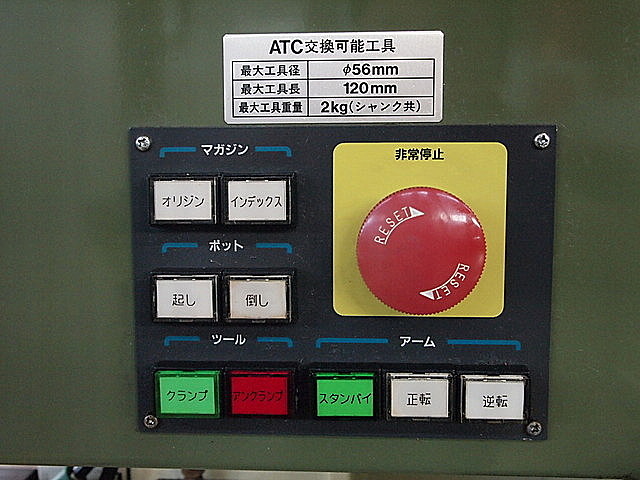 ATC交換可能工具
最大工具径 φ56mm
最大工具長 120mm
最大工具重量 2kg(シャンク共)
マガジン
非常停止
オリジン インデックス
RESET
RESET
ポット
起し 倒し
ツール アーム
クランプ アンクランプ スタンバイ 正転 逆転